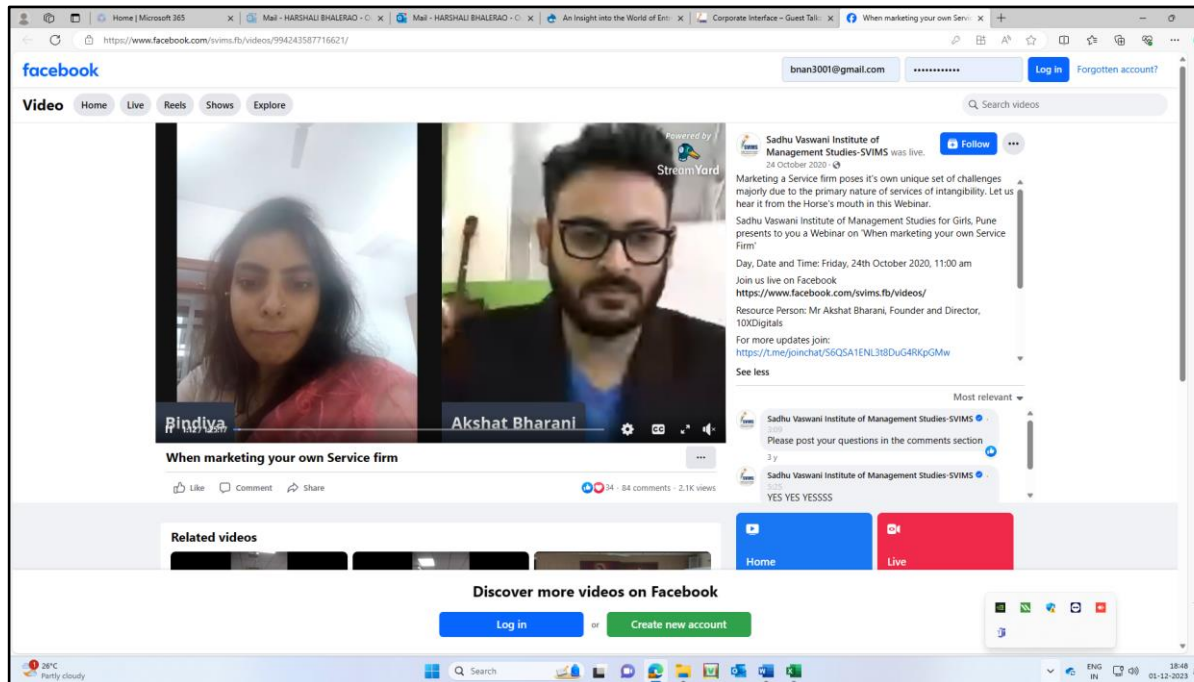 Home | Microsoft 365
Mail - HARSHALI BHALERAO - O
Mail - HARSHALI BHALERAO - O
An Insight into the World of Ent
Corporate Interface – Guest Talk
When marketing your own Servi
https://www.facebook.com/svims.fb/videos/994243587716621/
facebook
bnan3001@gmail.com
Log in
Forgotten account?
Video
Home
Live
Reels
Shows
Explore
Search videos
Powered by
StreamYard
Bindiya
Akshat Bharani
When marketing your own Service firm
Like
Comment
Share
34 · 84 comments · 2.1K views
Sadhu Vaswani Institute of
Management Studies-SVIMS was live.
Follow
24 October 2020 ·
Marketing a Service firm poses it's own unique set of challenges
majorly due to the primary nature of services of intangibility. Let us
hear it from the Horse's mouth in this Webinar.
Sadhu Vaswani Institute of Management Studies for Girls, Pune
presents to you a Webinar on 'When marketing your own Service
Firm'
Day, Date and Time: Friday, 24th October 2020, 11:00 am
Join us live on Facebook
https://www.facebook.com/svims.fb/videos/
Resource Person: Mr Akshat Bharani, Founder and Director,
10XDigitals
For more updates join:
https://t.me/joinchat/S6QSA1ENL3t8DuG4RKpGMw
See less
Most relevant
Sadhu Vaswani Institute of Management Studies-SVIMS ·
3:09
Please post your questions in the comments section
3 y
Sadhu Vaswani Institute of Management Studies-SVIMS ·
5:25
YES YES YESSSS
Related videos
Home
Live
Discover more videos on Facebook
Log in
or
Create new account
26°C
Partly cloudy
Search
ENG
IN
18:48
01-12-2023